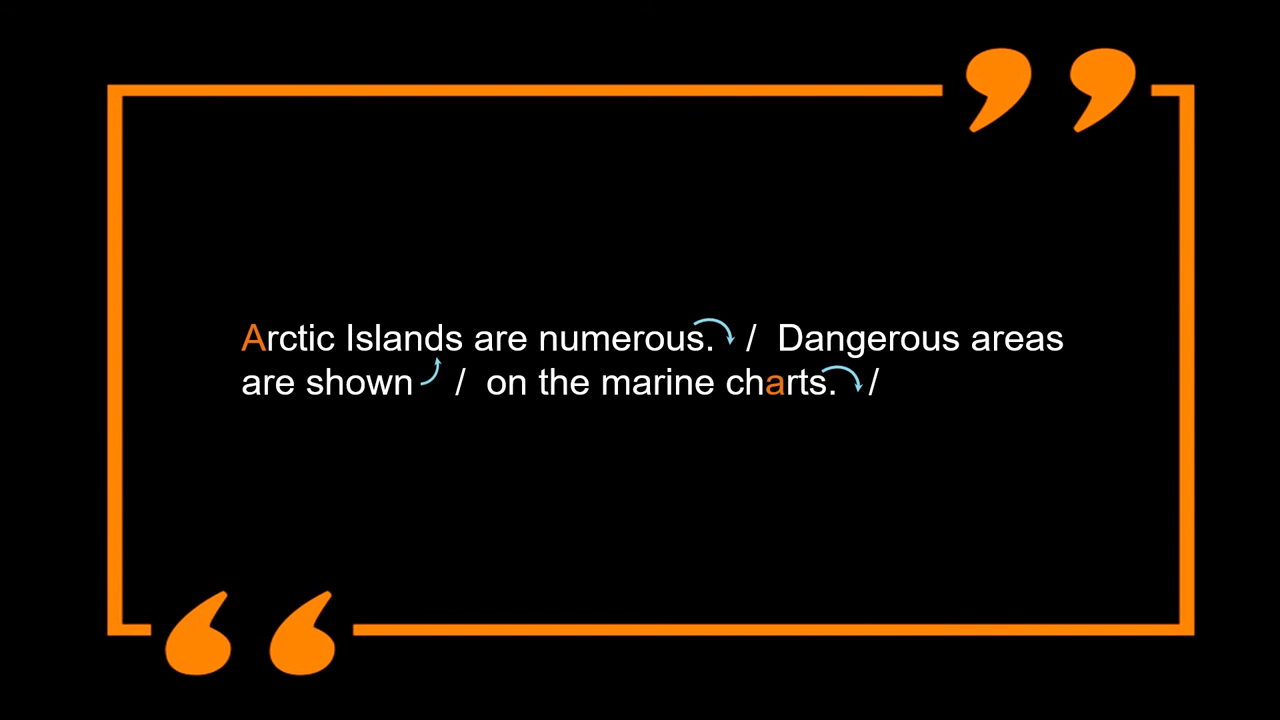 Arctic Islands are numerous. / Dangerous areas
are shown / on the marine charts. /